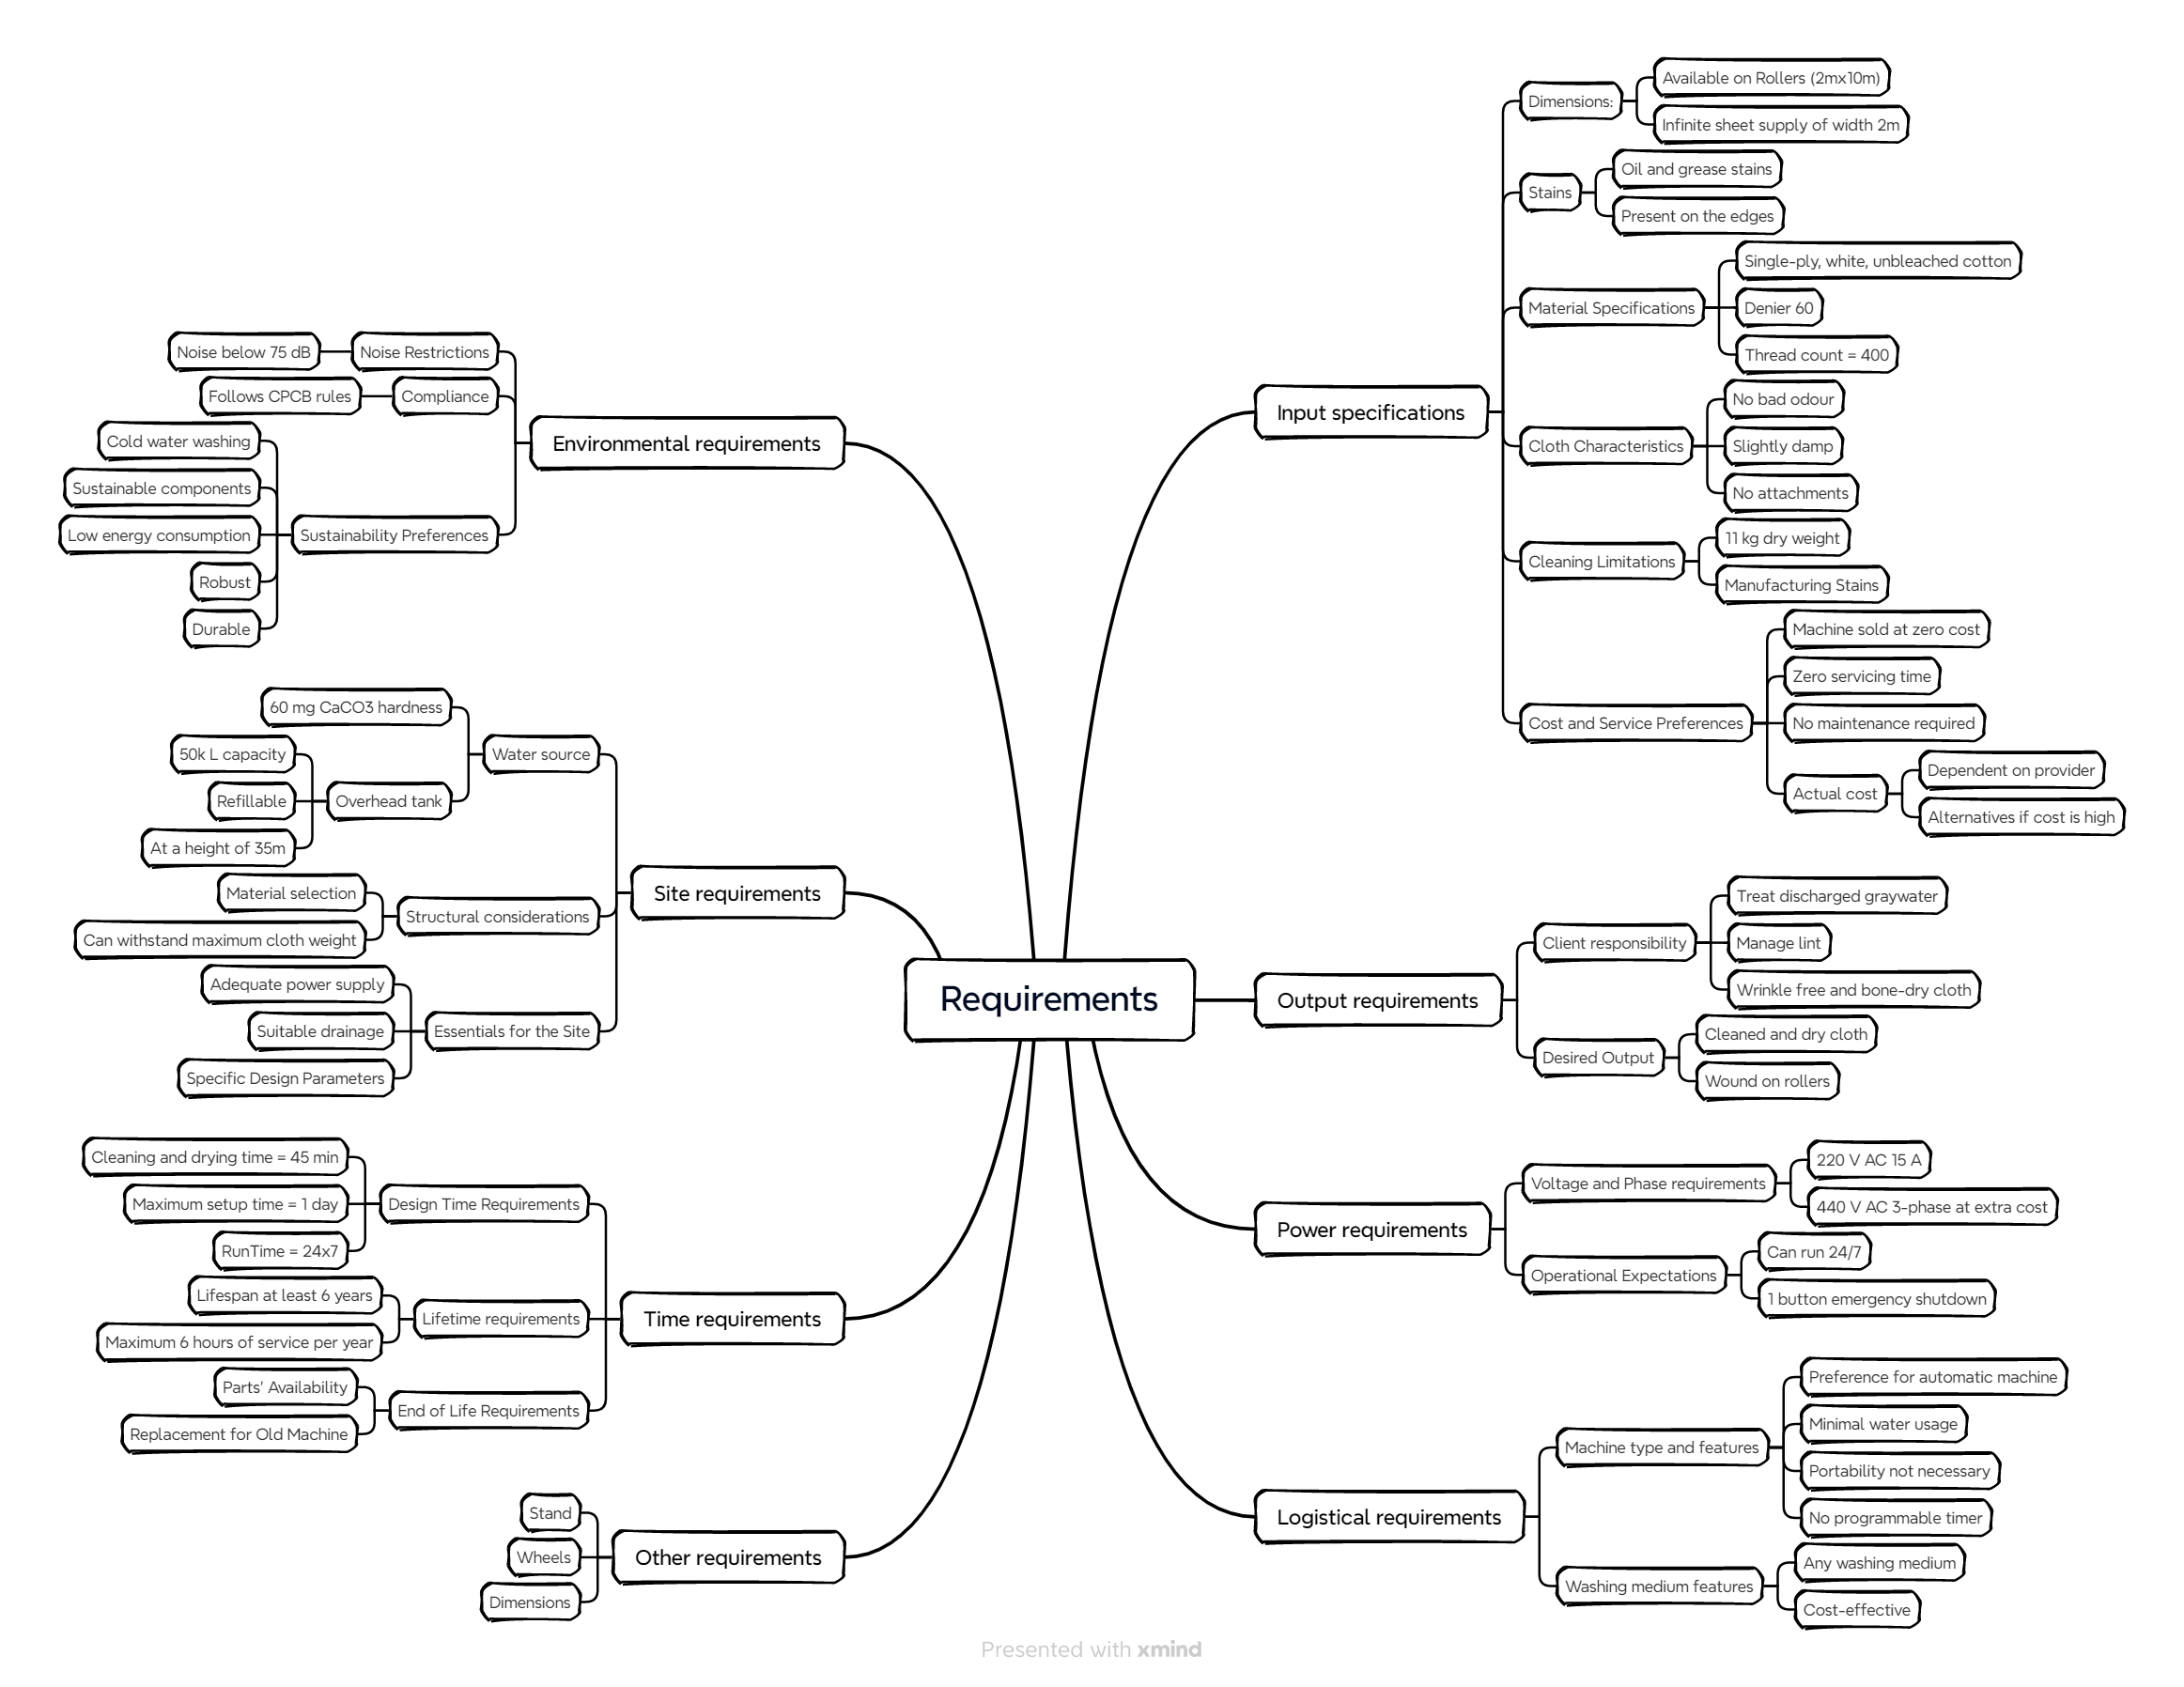 Requirements
Input specifications
Dimensions:
Available on Rollers (2mx10m)
Infinite sheet supply of width 2m
Stains
Oil and grease stains
Present on the edges
Material Specifications
Single-ply, white, unbleached cotton
Denier 60
Thread count = 400
Cloth Characteristics
No bad odour
Slightly damp
No attachments
Cleaning Limitations
11 kg dry weight
Manufacturing Stains
Cost and Service Preferences
Machine sold at zero cost
Zero servicing time
No maintenance required
Actual cost
Dependent on provider
Alternatives if cost is high
Output requirements
Client responsibility
Treat discharged graywater
Manage lint
Wrinkle free and bone-dry cloth
Desired Output
Cleaned and dry cloth
Wound on rollers
Power requirements
Voltage and Phase requirements
220 V AC 15 A
440 V AC 3-phase at extra cost
Operational Expectations
Can run 24/7
1 button emergency shutdown
Logistical requirements
Machine type and features
Preference for automatic machine
Minimal water usage
Portability not necessary
No programmable timer
Washing medium features
Any washing medium
Cost-effective
Environmental requirements
Noise Restrictions
Noise below 75 dB
Compliance
Follows CPCB rules
Sustainability Preferences
Cold water washing
Sustainable components
Low energy consumption
Robust
Durable
Site requirements
Water source
60 mg CaCO3 hardness
Overhead tank
50k L capacity
Refillable
At a height of 35m
Structural considerations
Material selection
Can withstand maximum cloth weight
Essentials for the Site
Adequate power supply
Suitable drainage
Specific Design Parameters
Time requirements
Design Time Requirements
Cleaning and drying time = 45 min
Maximum setup time = 1 day
RunTime = 24x7
Lifetime requirements
Lifespan at least 6 years
Maximum 6 hours of service per year
End of Life Requirements
Parts' Availability
Replacement for Old Machine
Other requirements
Stand
Wheels
Dimensions
Presented with xmind